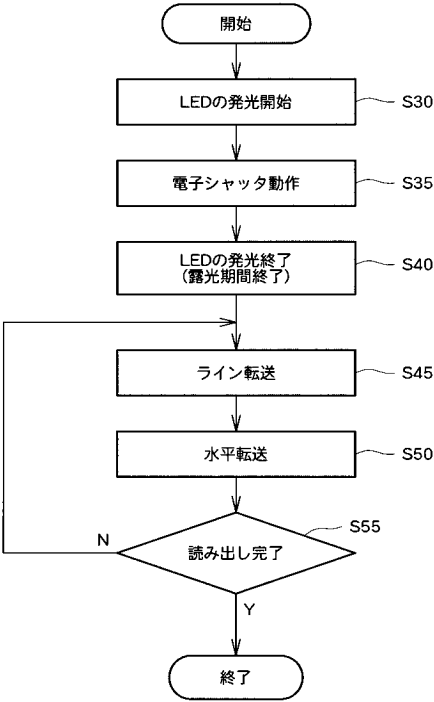 開始
LEDの発光開始
S30
電子シャッタ動作
S35
LEDの発光終了
(露光期間終了)
S40
ライン転送
S45
水平転送
S50
S55
読み出し完了
N
Y
終了